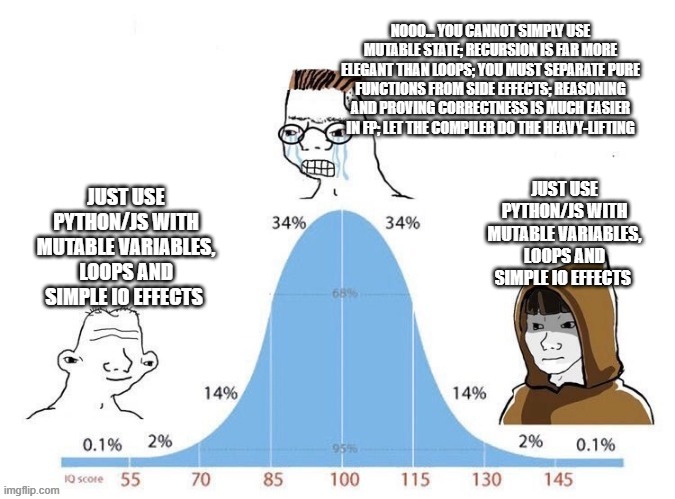 NOOO... YOU CANNOT SIMPLY USE
MUTABLE STATE; RECURSION IS FAR MORE
ELEGANT THAN LOOPS; YOU MUST SEPARATE PURE
FUNCTIONS FROM SIDE EFFECTS; REASONING
AND PROVING CORRECTNESS IS MUCH EASIER
IN FP; LET THE COMPILER DO THE HEAVY-LIFTING
JUST USE
PYTHON/JS WITH
MUTABLE VARIABLES,
LOOPS AND
SIMPLE IO EFFECTS
JUST USE
PYTHON/JS WITH
MUTABLE VARIABLES,
LOOPS AND
SIMPLE IO EFFECTS
34% 34%
68%
14% 14%
0.1% 2% 95% 2% 0.1%
IQ score 55 70 85 100 115 130 145
imgflip.com